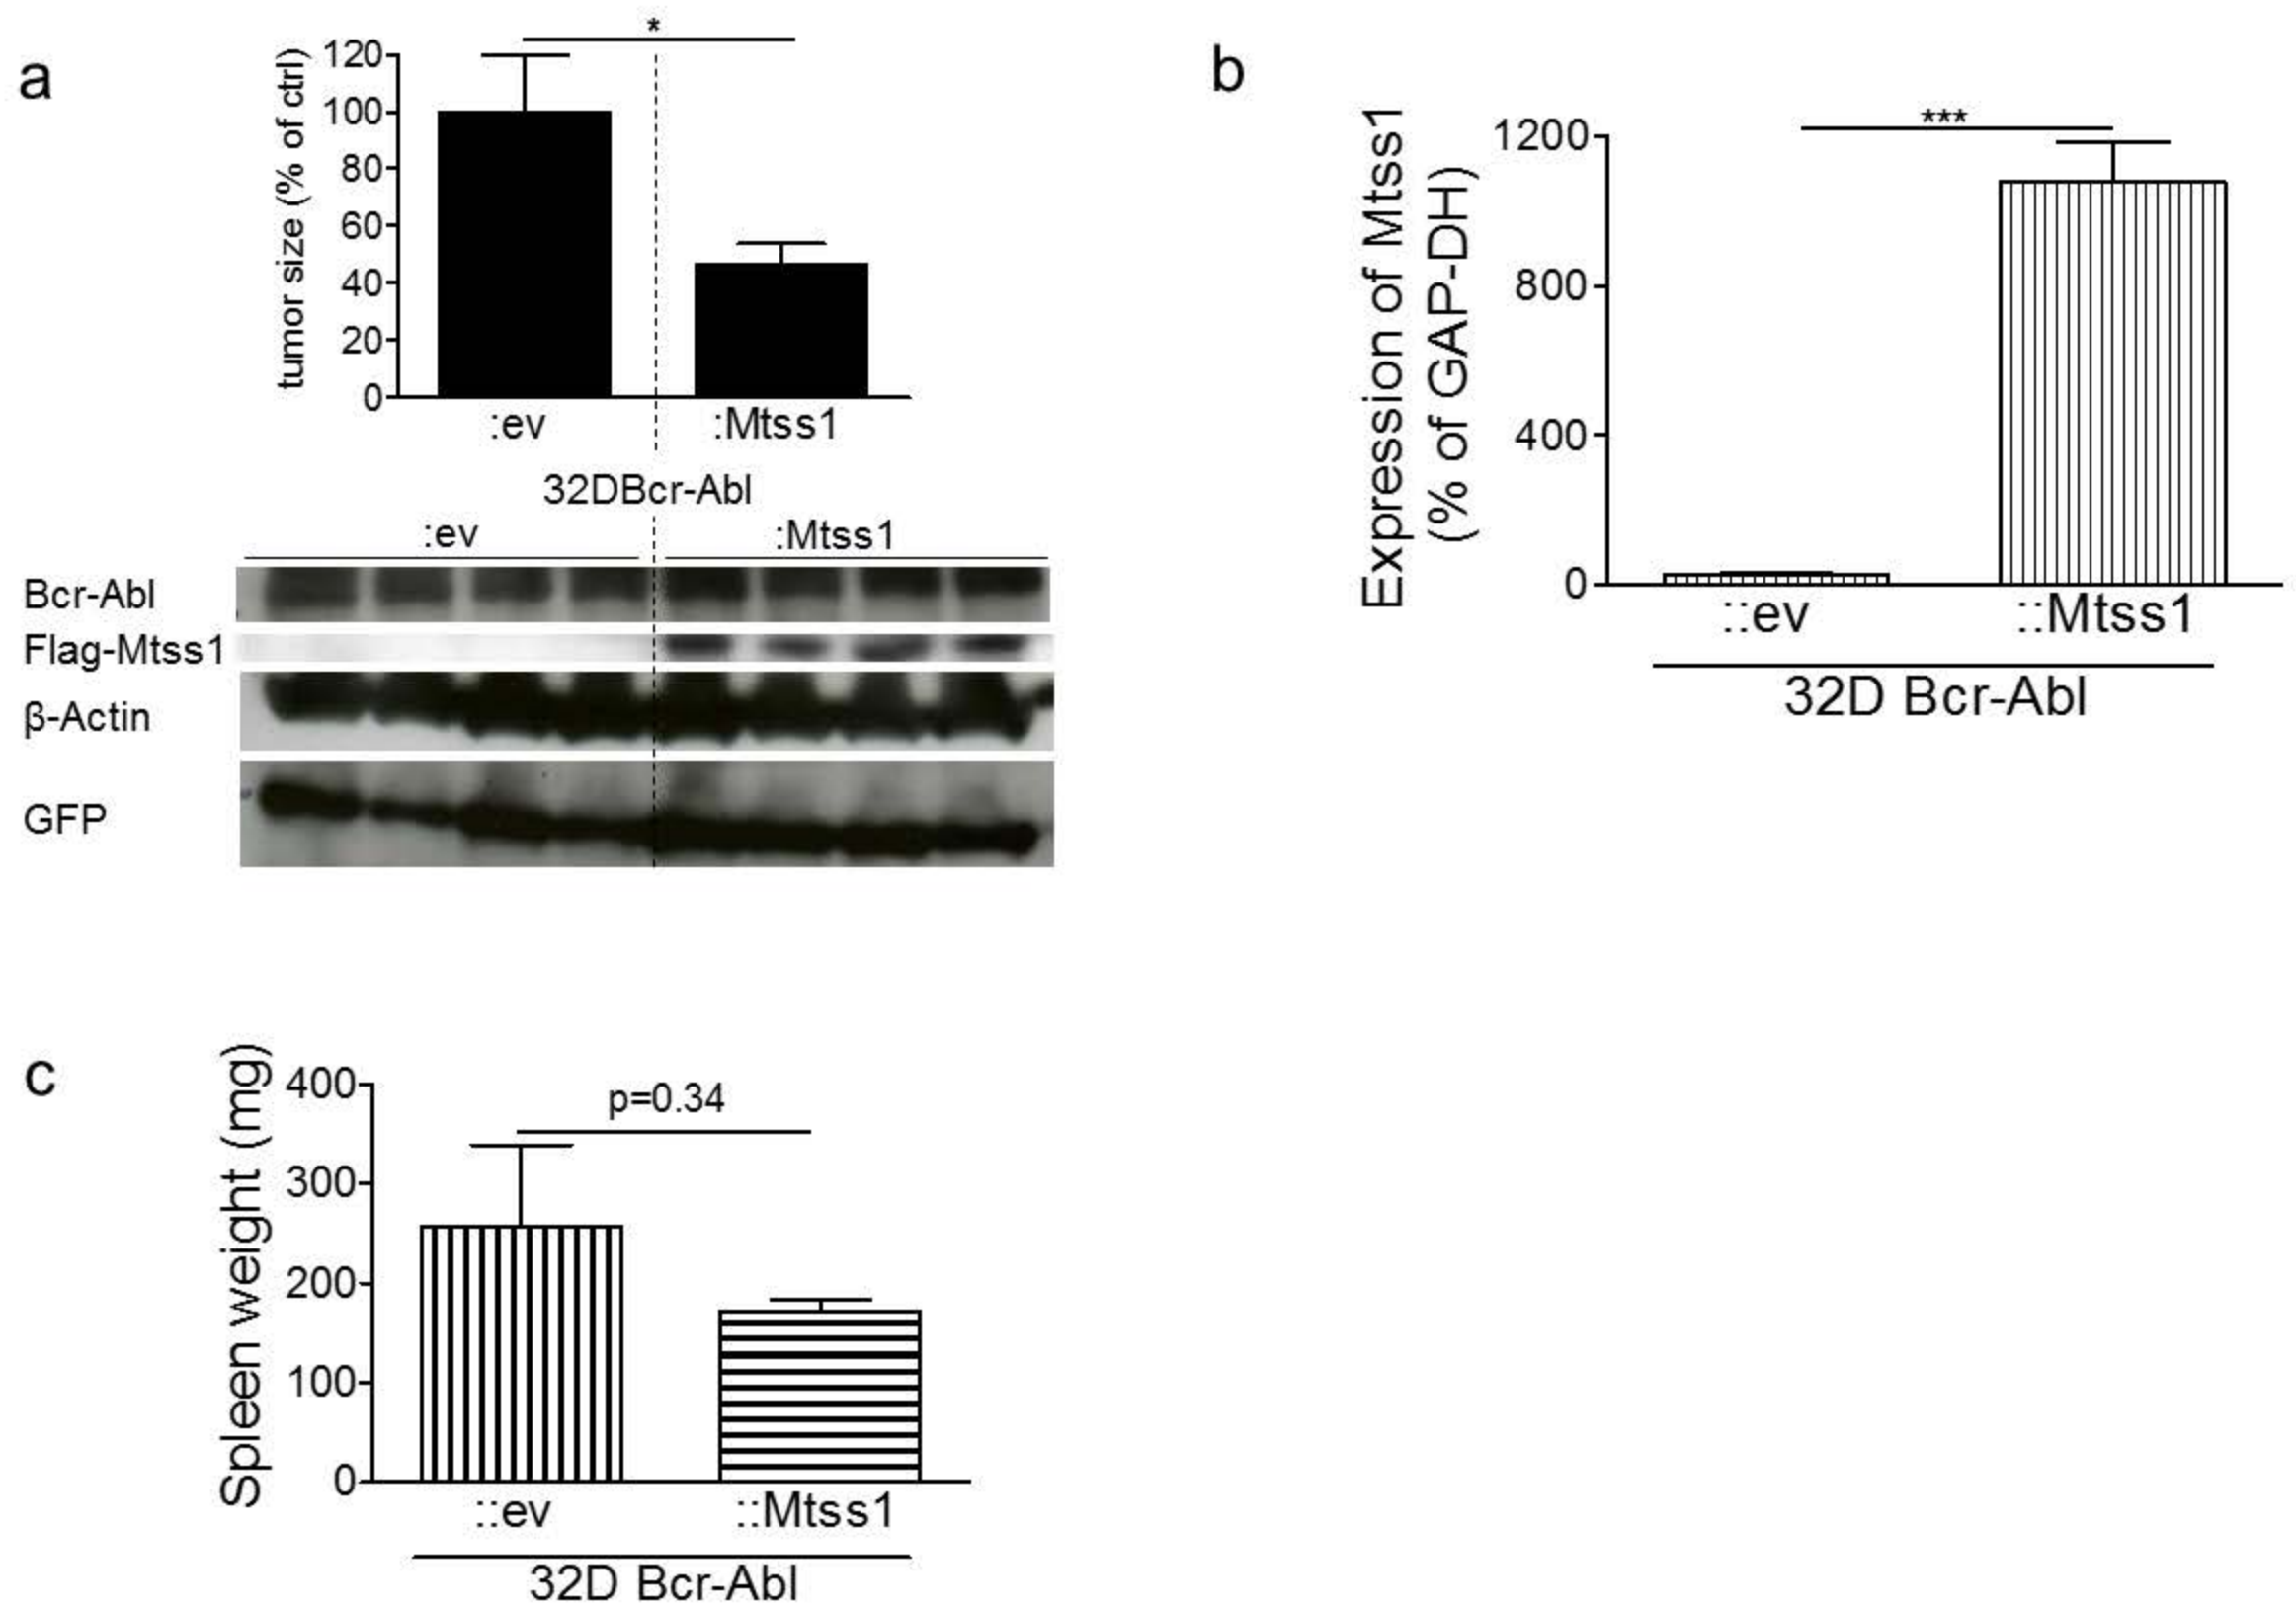 a
tumor size (% of ctrl)
120
100
80
60
40
20
0
*
:ev
:Mtss1
32DBcr-Abl
:ev
:Mtss1
Bcr-Abl
Flag-Mtss1
β-Actin
GFP
b
Expression of Mtss1
(% of GAP-DH)
1200
800
400
0
***
::ev
::Mtss1
32D Bcr-Abl
c
Spleen weight (mg)
400
300
200
100
0
p=0.34
::ev
::Mtss1
32D Bcr-Abl